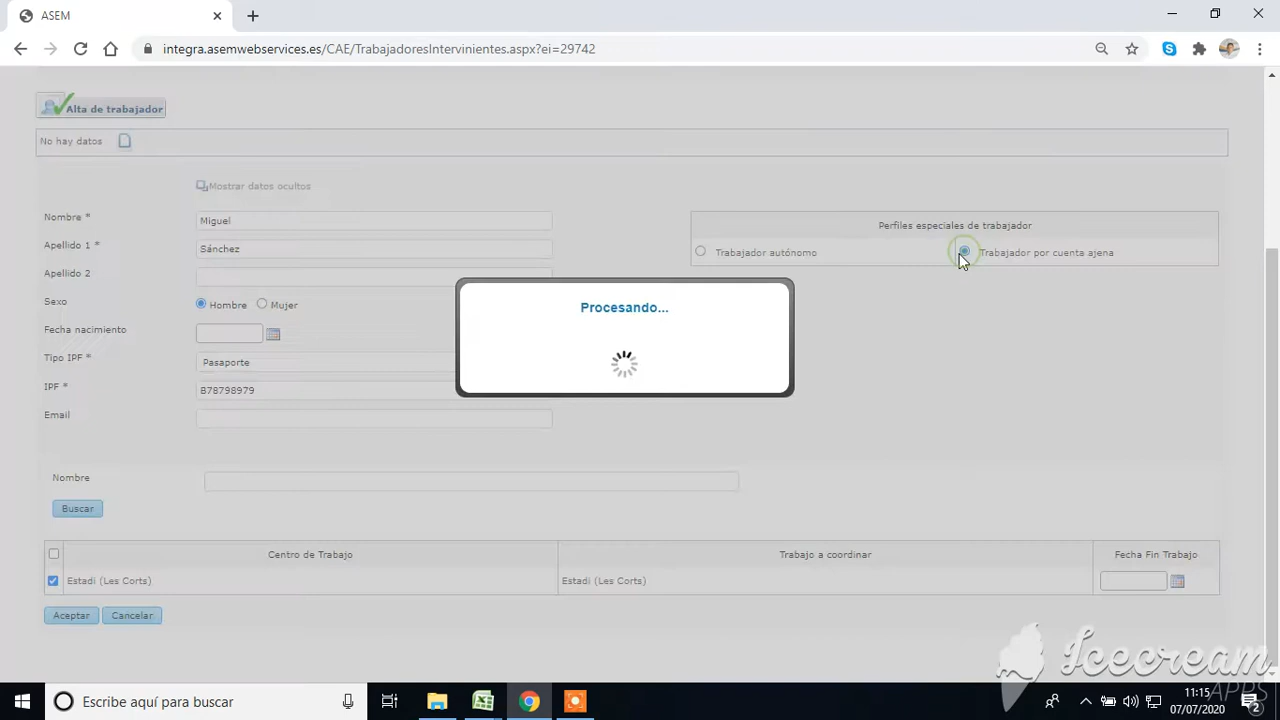 ASEM
integra.asemwebservices.es/CAE/TrabajadoresIntervinientes.aspx?ei=29742
Alta de trabajador
No hay datos
Mostrar datos ocultos
Nombre * Miguel
Perfiles especiales de trabajador
Apellido 1 * Sánchez
Trabajador autónomo Trabajador por cuenta ajena
Apellido 2
Sexo Hombre Mujer
Procesando...
Fecha nacimiento
Tipo IPF * Pasaporte
IPF * 878798979
Email
Nombre
Buscar
Centro de Trabajo Trabajo a coordinar Fecha Fin Trabajo
Estadi (Les Corts) Estadi (Les Corts)
Aceptar Cancelar
Icecream
APPS
Escribe aquí para buscar
11:15
07/07/2020
2